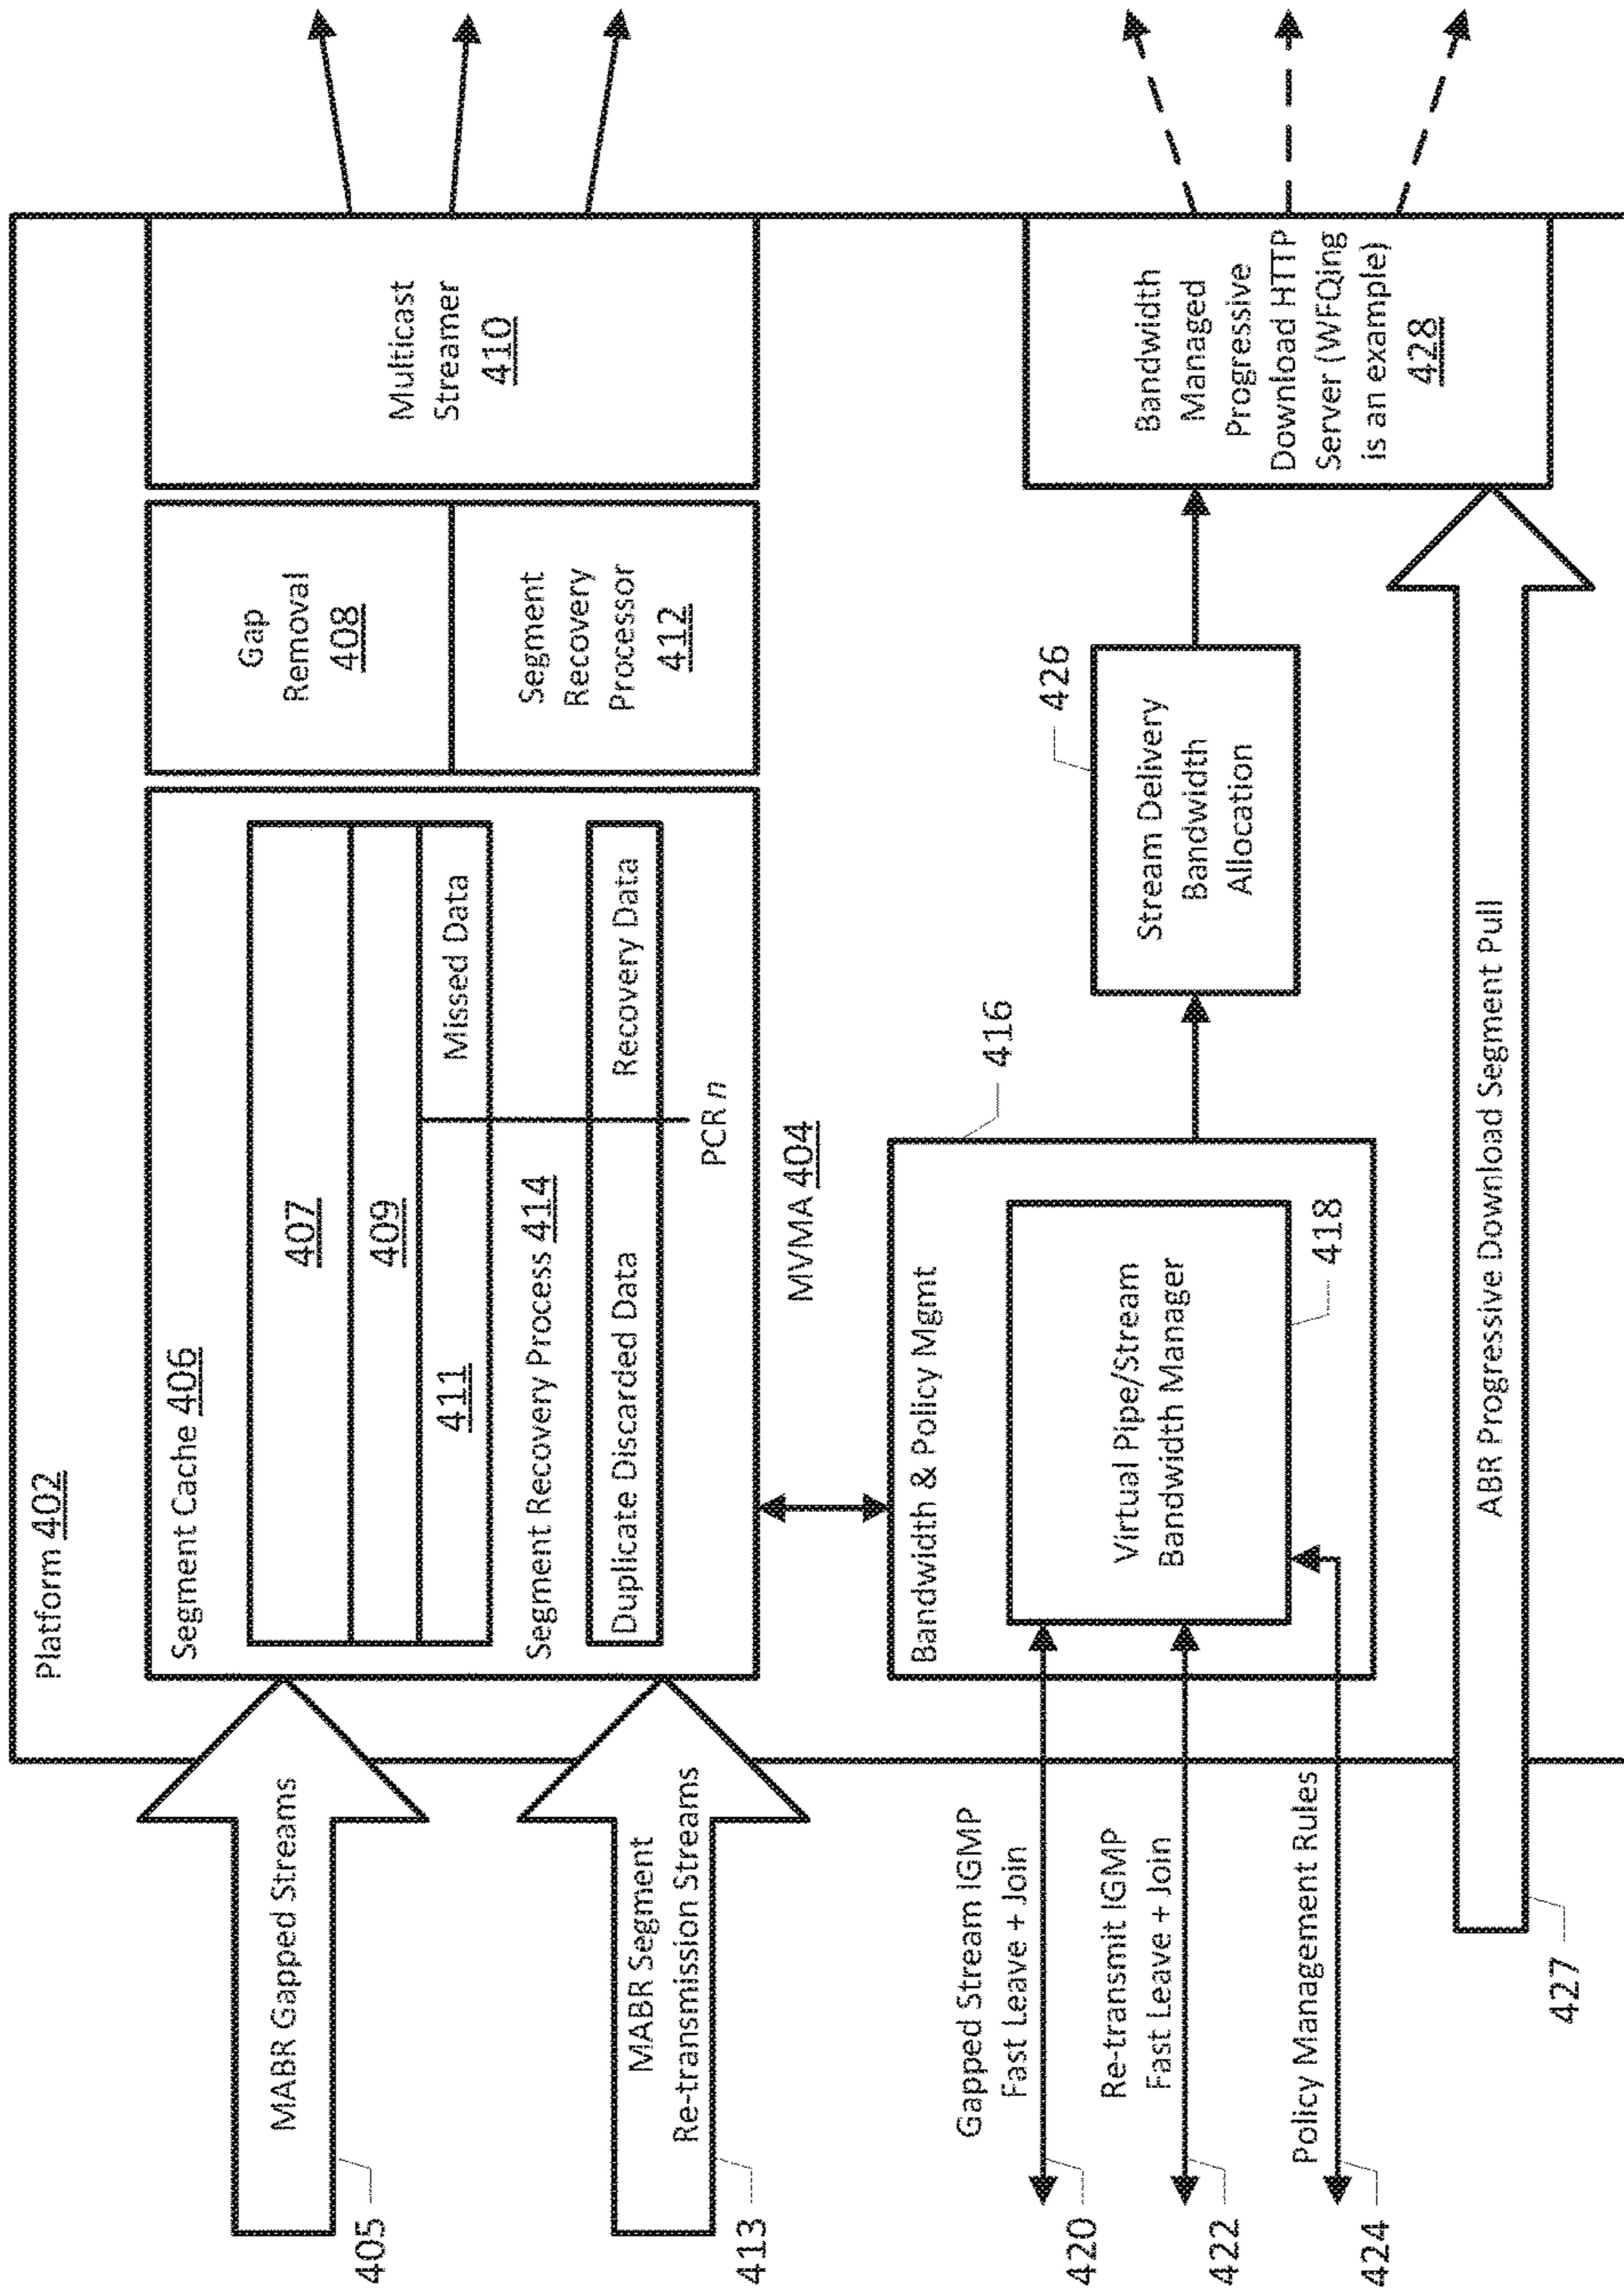 Platform 402
Segment Cache 406
407
409
411
Missed Data
Segment Recovery Process 414
Duplicate Discarded Data
Recovery Data
PCR n
MVMA 404
Gap
Removal
408
Segment
Recovery
Processor
412
Multicast
Streamer
410
MABR Gapped Streams
405
MABR Segment
Re-transmission Streams
413
Bandwidth & Policy Mgmt
416
Virtual Pipe/Stream
Bandwidth Manager
418
Gapped Stream IGMP
Fast Leave + Join
420
Re-transmit IGMP
Fast Leave + Join
422
Policy Management Rules
424
Stream Delivery
Bandwidth
Allocation
426
Bandwidth
Managed
Progressive
Download HTTP
Server (WFQing
is an example)
428
ABR Progressive Download Segment Pull
427